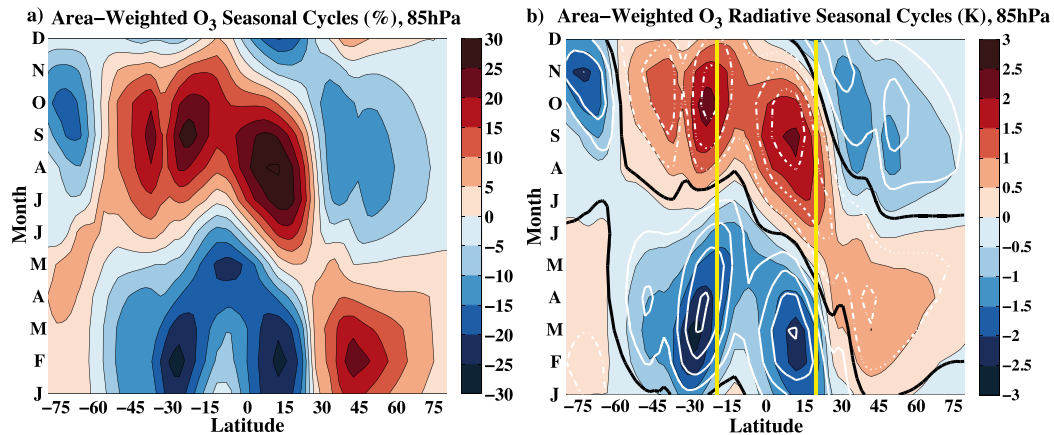 a) Area−Weighted O3 Seasonal Cycles (%), 85hPa
D
N
O
S
A
J
J
M
A
M
F
J
Month
−75 −60 −45 −30 −15 0 15 30 45 60 75
Latitude
30
25
20
15
10
5
0
−5
−10
−15
−20
−25
−30
b) Area−Weighted O3 Radiative Seasonal Cycles (K), 85hPa
D
N
O
S
A
J
J
M
A
M
F
J
Month
−75 −60 −45 −30 −15 0 15 30 45 60 75
Latitude
3
2.5
2
1.5
1
0.5
0
−0.5
−1
−1.5
−2
−2.5
−3